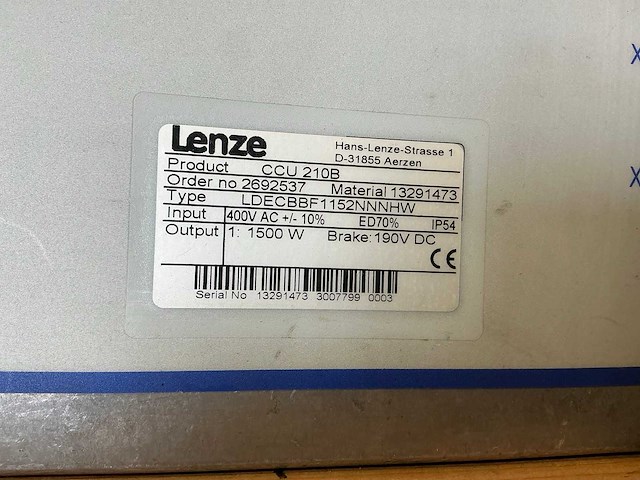 Lenze
Hans-Lenze-Strasse 1
D-31855 Aerzen
Product CCU 210B
Order no 2692537 Material 13291473
Type LDECBBF1152NNNHW
Input 400V AC +/- 10% ED70% IP54
Output 1: 1500 W Brake: 190V DC
CE
Serial No 13291473 3007799 0003
X
X